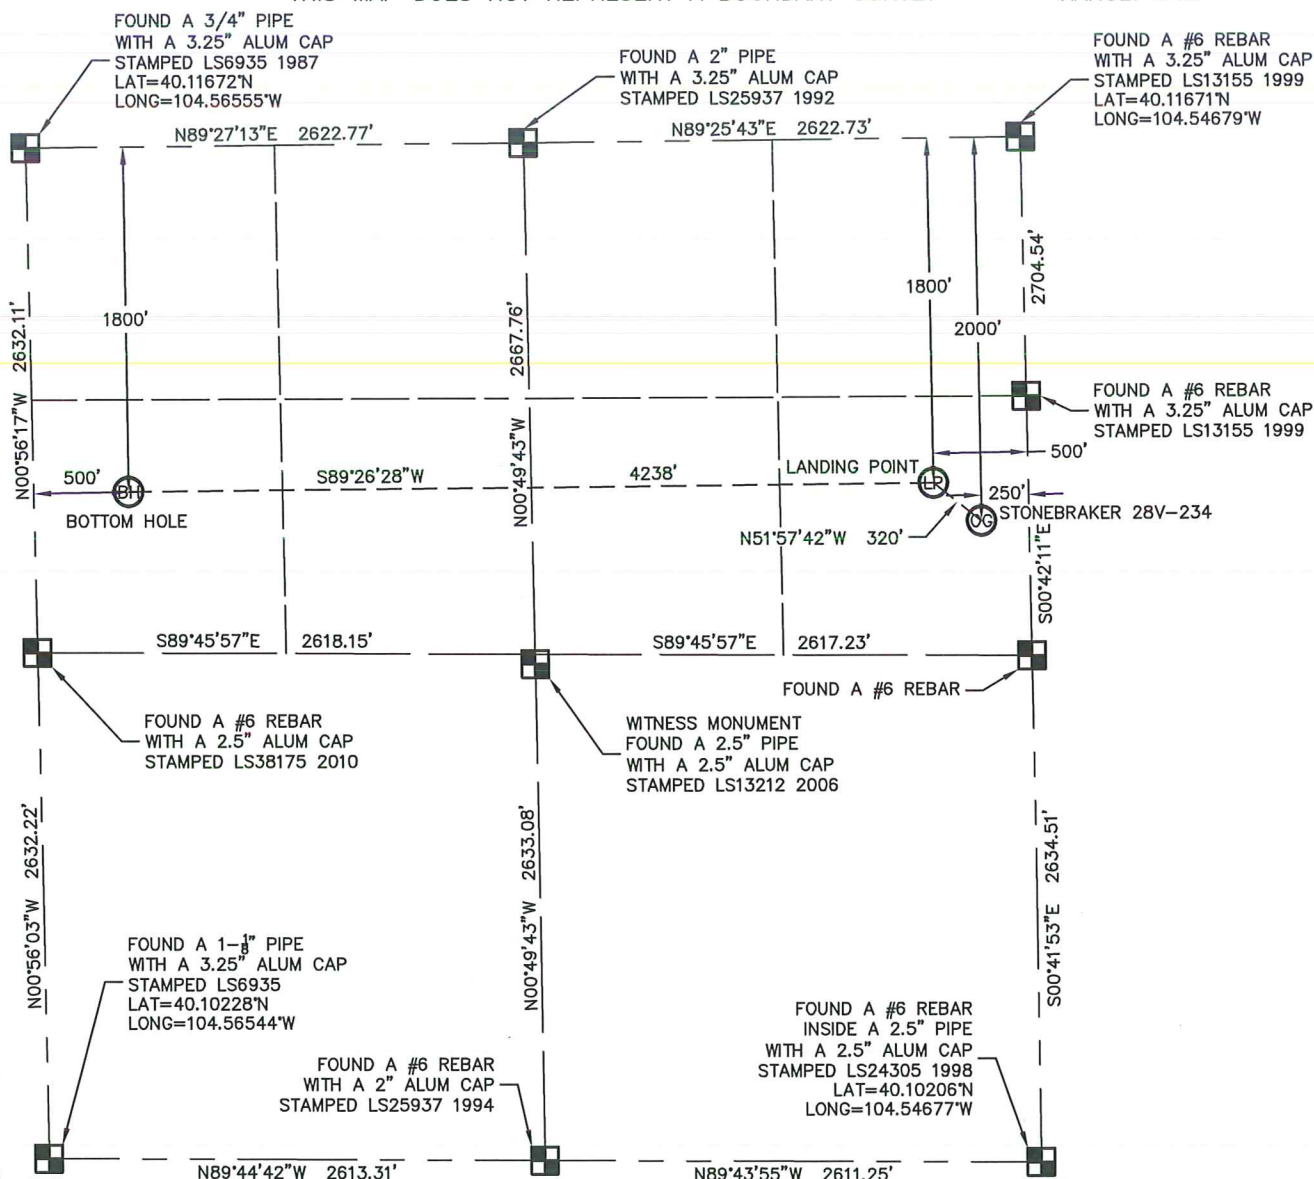 FOUND A 3/4" PIPE
WITH A 3.25" ALUM CAP
STAMPED LS6935 1987
LAT=40.11672°N
LONG=104.56555°W
FOUND A 2" PIPE
WITH A 3.25" ALUM CAP
STAMPED LS25937 1992
FOUND A #6 REBAR
WITH A 3.25" ALUM CAP
STAMPED LS13155 1999
LAT=40.11671°N
LONG=104.54679°W
N89°27'13"E 2622.77'
N89°25'43"E 2622.73'
N00°56'17"W 2632.11'
1800'
N00°49'43"W 2667.76'
1800'
2000'
2704.54'
FOUND A #6 REBAR
WITH A 3.25" ALUM CAP
STAMPED LS13155 1999
500'
BH
BOTTOM HOLE
S89°26'28"W 4238'
LANDING POINT
LP
500'
250'
OG
STONEBRAKER 28V-234
N51°57'42"W 320'
S00°42'11"E
S89°45'57"E 2618.15'
S89°45'57"E 2617.23'
FOUND A #6 REBAR
FOUND A #6 REBAR
WITH A 2.5" ALUM CAP
STAMPED LS38175 2010
WITNESS MONUMENT
FOUND A 2.5" PIPE
WITH A 2.5" ALUM CAP
STAMPED LS13212 2006
N00°56'03"W 2632.22'
N00°49'43"W 2633.08'
S00°41'53"E 2634.51'
FOUND A 1-1/8" PIPE
WITH A 3.25" ALUM CAP
STAMPED LS6935
LAT=40.10228°N
LONG=104.56544°W
FOUND A #6 REBAR
WITH A 2" ALUM CAP
STAMPED LS25937 1994
FOUND A #6 REBAR
INSIDE A 2.5" PIPE
WITH A 2.5" ALUM CAP
STAMPED LS24305 1998
LAT=40.10206°N
LONG=104.54677°W
N89°44'42"W 2613.31'
N89°43'55"W 2611.25'